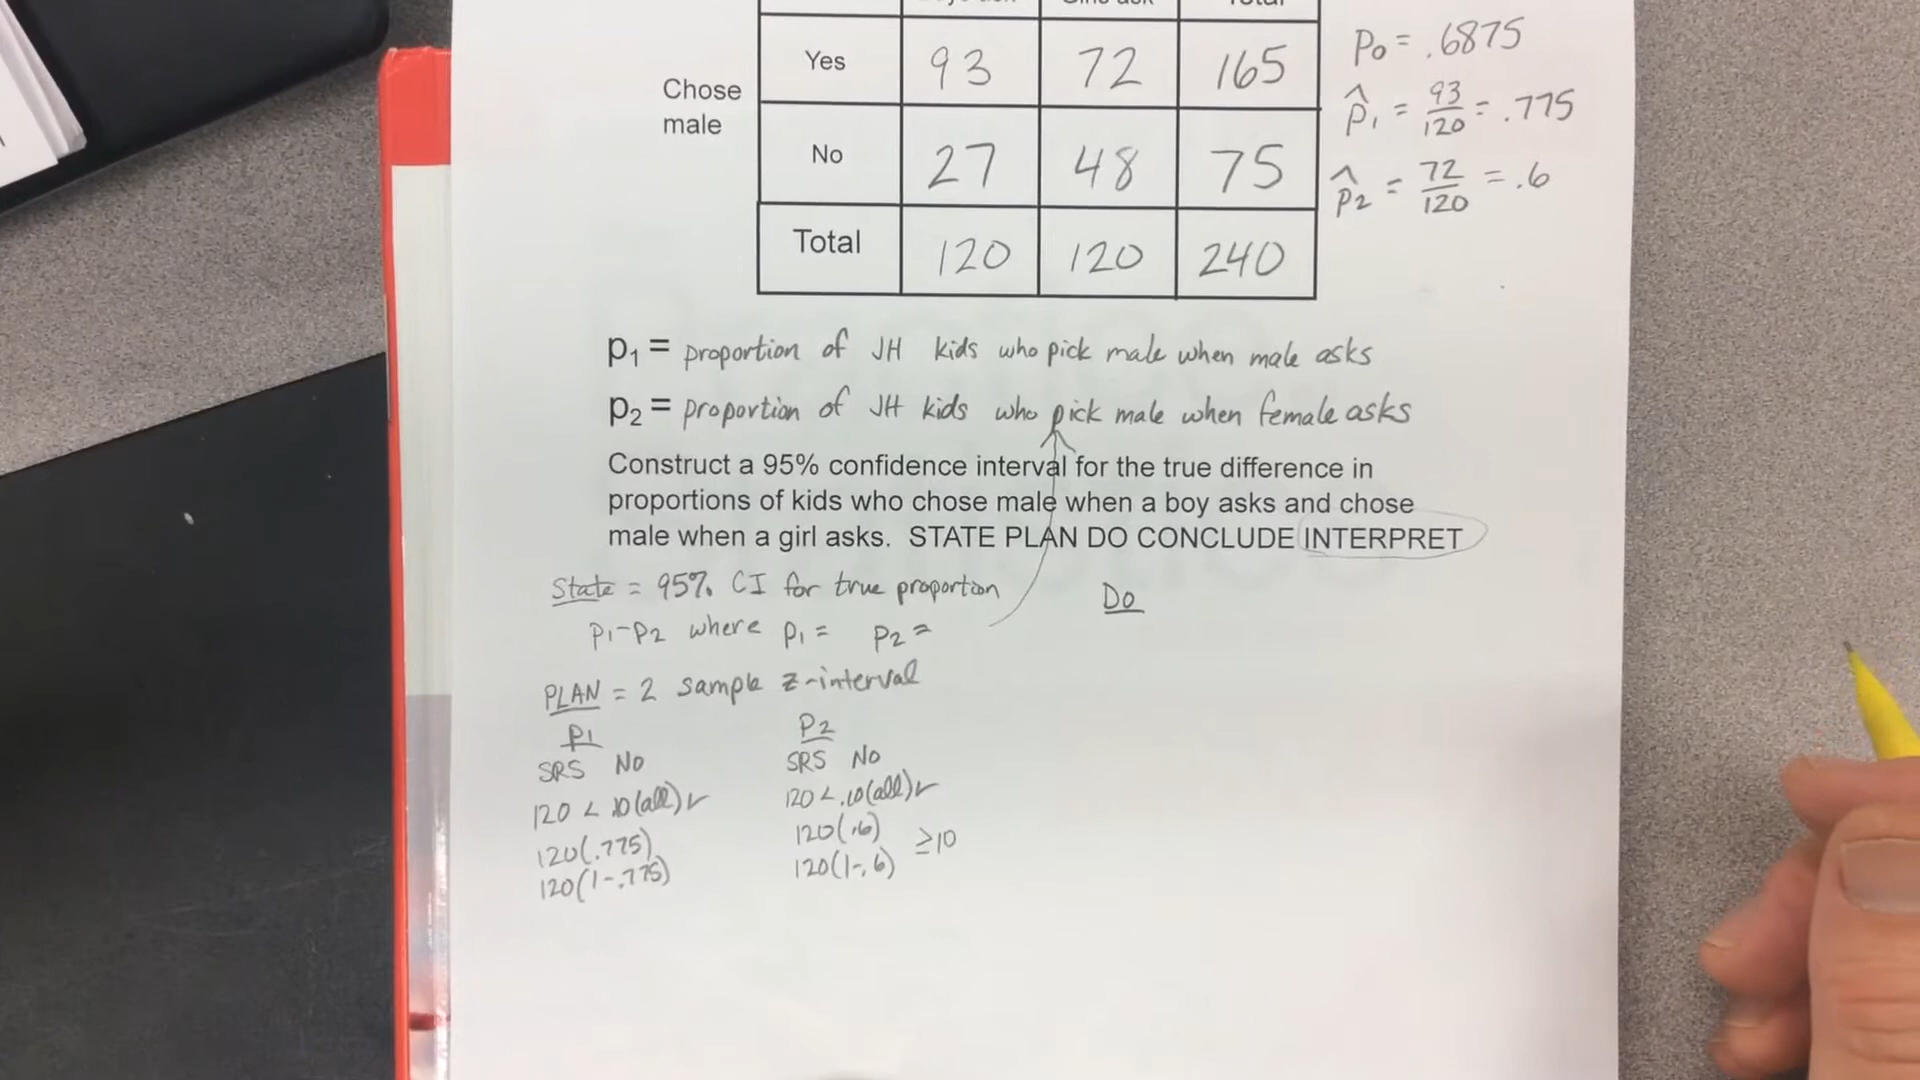 Total
Yes 93 72 165
Chose male
No 27 48 75
Total 120 120 240
p0 = .6875
p̂1 = 93/120 = .775
p̂2 = 72/120 = .6
p1 = proportion of JH kids who pick male when male asks
p2 = proportion of JH kids who pick male when female asks
Construct a 95% confidence interval for the true difference in
proportions of kids who chose male when a boy asks and chose
male when a girl asks. STATE PLAN DO CONCLUDE INTERPRET
State = 95% CI for true proportion
p1-p2 where p1 = p2 =
PLAN = 2 sample z-interval
P1
SRS No
120 < .10(all) ✓
120(.775)
120(1-.775)
P2
SRS No
120 < .10(all) ✓
120(.6)
120(1-.6) ≥10
Do